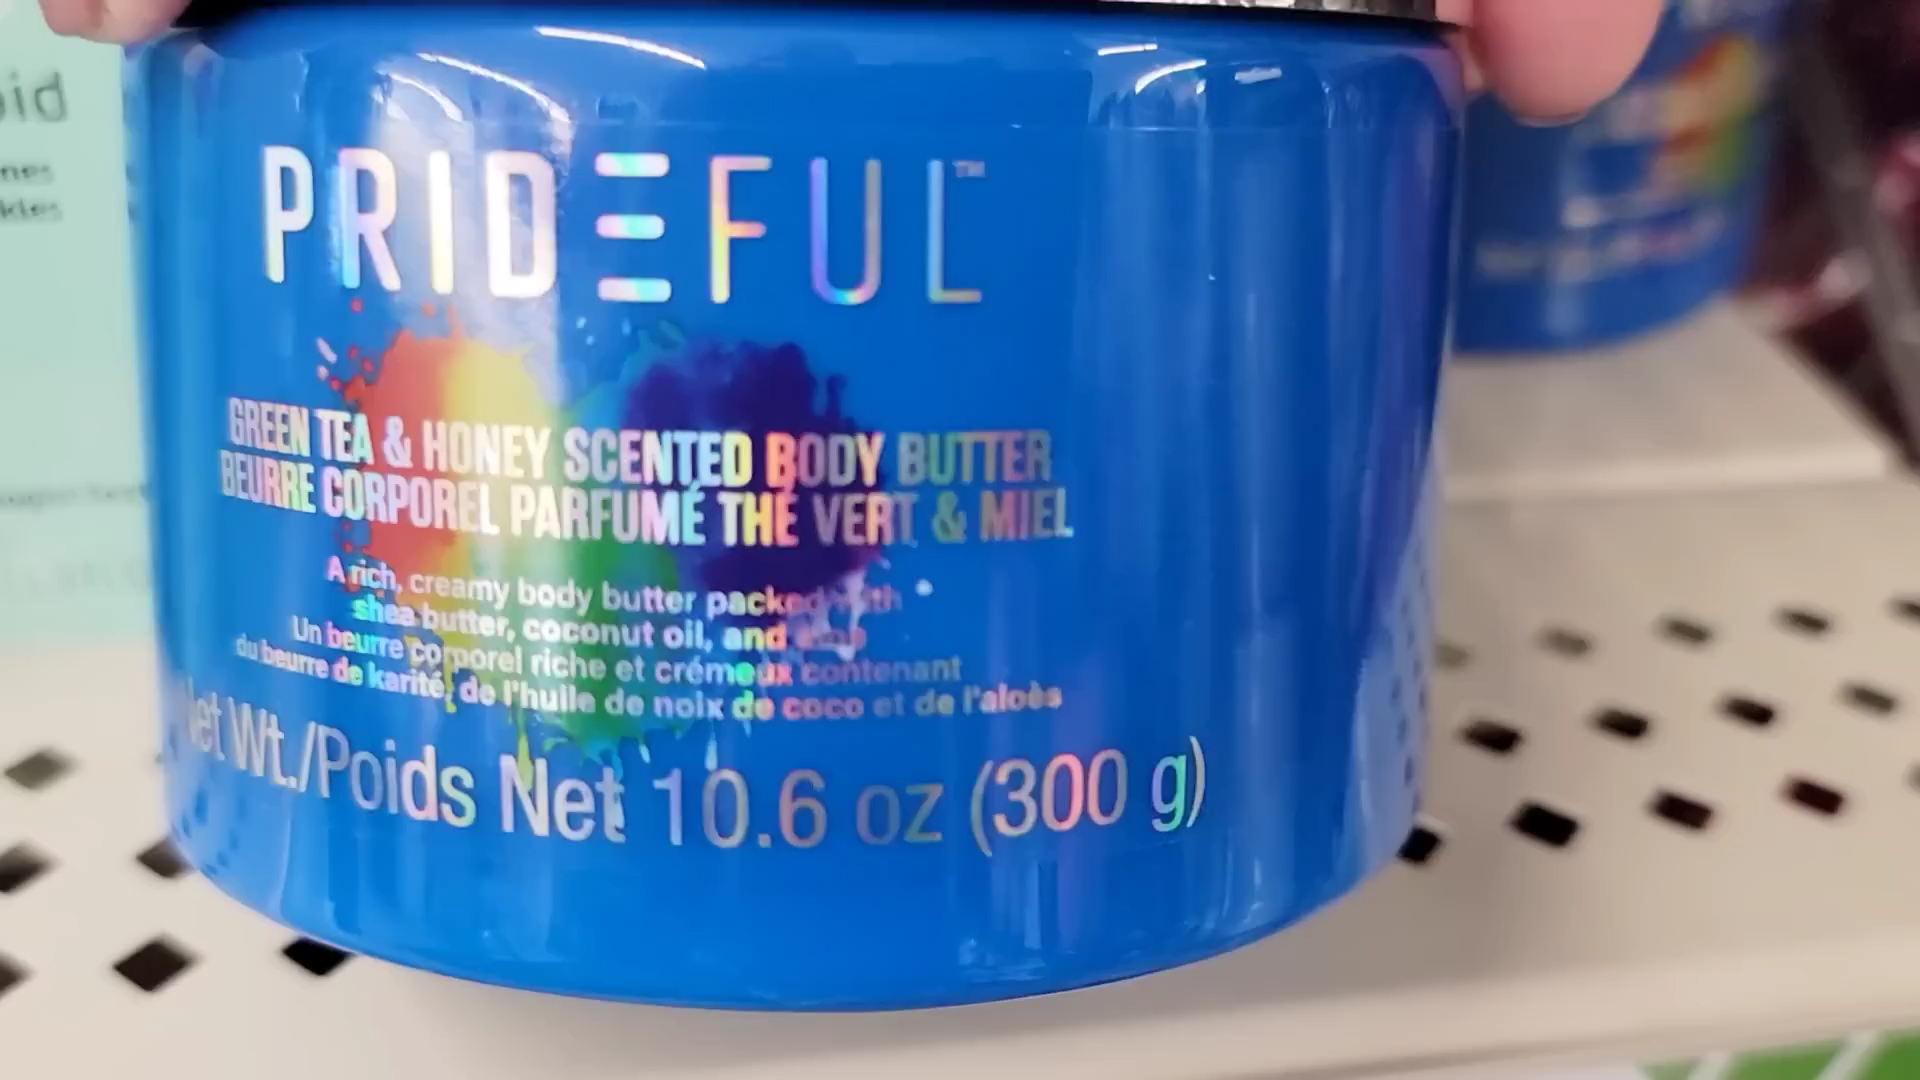 PRIDEFUL™
GREEN TEA & HONEY SCENTED BODY BUTTER
BEURRE CORPOREL PARFUMÉ THÉ VERT & MIEL
A rich, creamy body butter packed with
shea butter, coconut oil, and
Un beurre corporel riche et crémeux contenant
du beurre de karité, de l'huile de noix de coco et de l'aloès
Net Wt./Poids Net 10.6 oz (300 g)